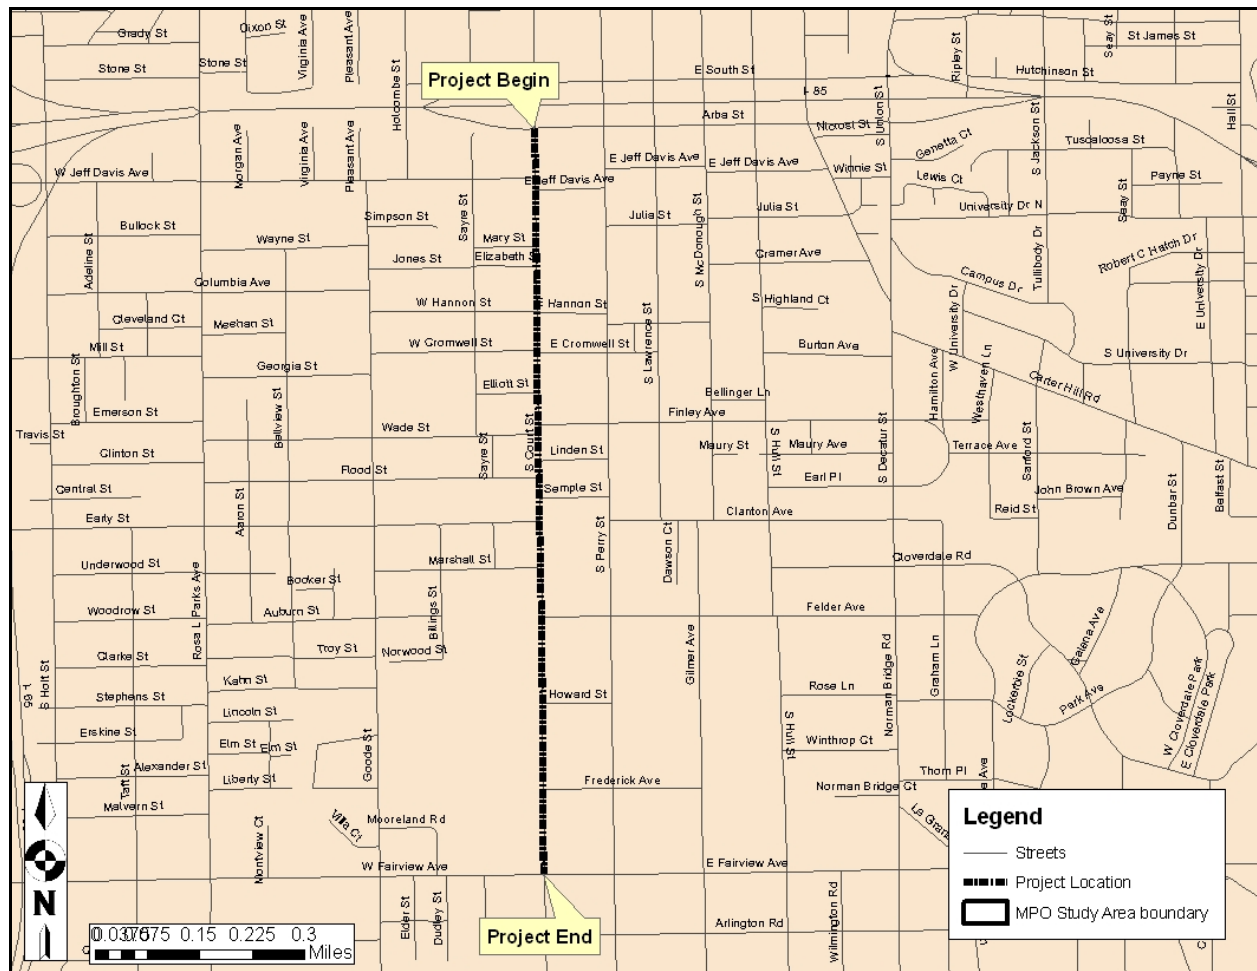 Grady St
Dixon St
Virginia Ave
Pleasant Ave
Stone St
Stone St
Holcombe St
Project Begin
E South St
Ripley St
Seay St
St James St
Hutchinson St
I 85
Arba St
S Union St
Hall St
Morgan Ave
Virginia Ave
Pleasant Ave
S Jackson St
Genetta Ct
Tuscaloosa St
W Jeff Davis Ave
E Jeff Davis Ave
E Jeff Davis Ave
E Jeff Davis Ave
Winnie St
Lewis Ct
Payne St
Seay St
University Dr N
Adeline St
Bullock St
Simpson St
Sayre St
Julia St
Julia St
S McDonough St
Wayne St
Mary St
Elizabeth S
Jones St
Cramer Ave
Tullibody Dr
Robert C Hatch Dr
E University Dr
Campus Dr
Columbia Ave
W Hannon St
E Hannon St
S Highland Ct
Cleveland Ct
Meehan St
S Lawrence St
Mill St
W Cromwell St
E Cromwell St
Burton Ave
W University Dr
S University Dr
Hamilton Ave
Westhaven Ln
Carter Hill Rd
Broughton St
Georgia St
Bellview St
Elliott St
Bellinger Ln
Emerson St
Wade St
Finley Ave
S Court St
Travis St
Clinton St
Flood St
Sayre St
Linden St
Maury St
S Hull St
Maury Ave
S Decatur St
Terrace Ave
Sanford St
Earl Pl
Central St
Aaron St
Semple St
John Brown Ave
Dunbar St
Belfast St
Reid St
Early St
Clanton Ave
S Perry St
Dawson Ct
Cloverdale Rd
Underwood St
Marshall St
Booker St
Rosa L Parks Ave
Woodrow St
Auburn St
Billings St
Felder Ave
Clarke St
Troy St
Norwood St
Gilmer Ave
Norman Bridge Rd
Graham Ln
Galena Ave
Lockerbie St
Park Ave
I 65
S Holt St
Kahn St
Stephens St
Howard St
Rose Ln
W Cloverdale Park
E Cloverdale Park
Lincoln St
Erskine St
Elm St
Elm St
S Hull St
Winthrop Ct
Goode St
Alexander St
Taft St
Liberty St
Frederick Ave
Thorn Pl
Norman Bridge Ct
Malvern St
Montview Ct
Villa Ct
Mooreland Rd
La Gran
W Fairview Ave
E Fairview Ave
Elder St
Dudley St
Wilmington Rd
Arlington Rd
Project End
N
0.15 0.225 0.3
Miles
Legend
Streets
Project Location
MPO Study Area boundary